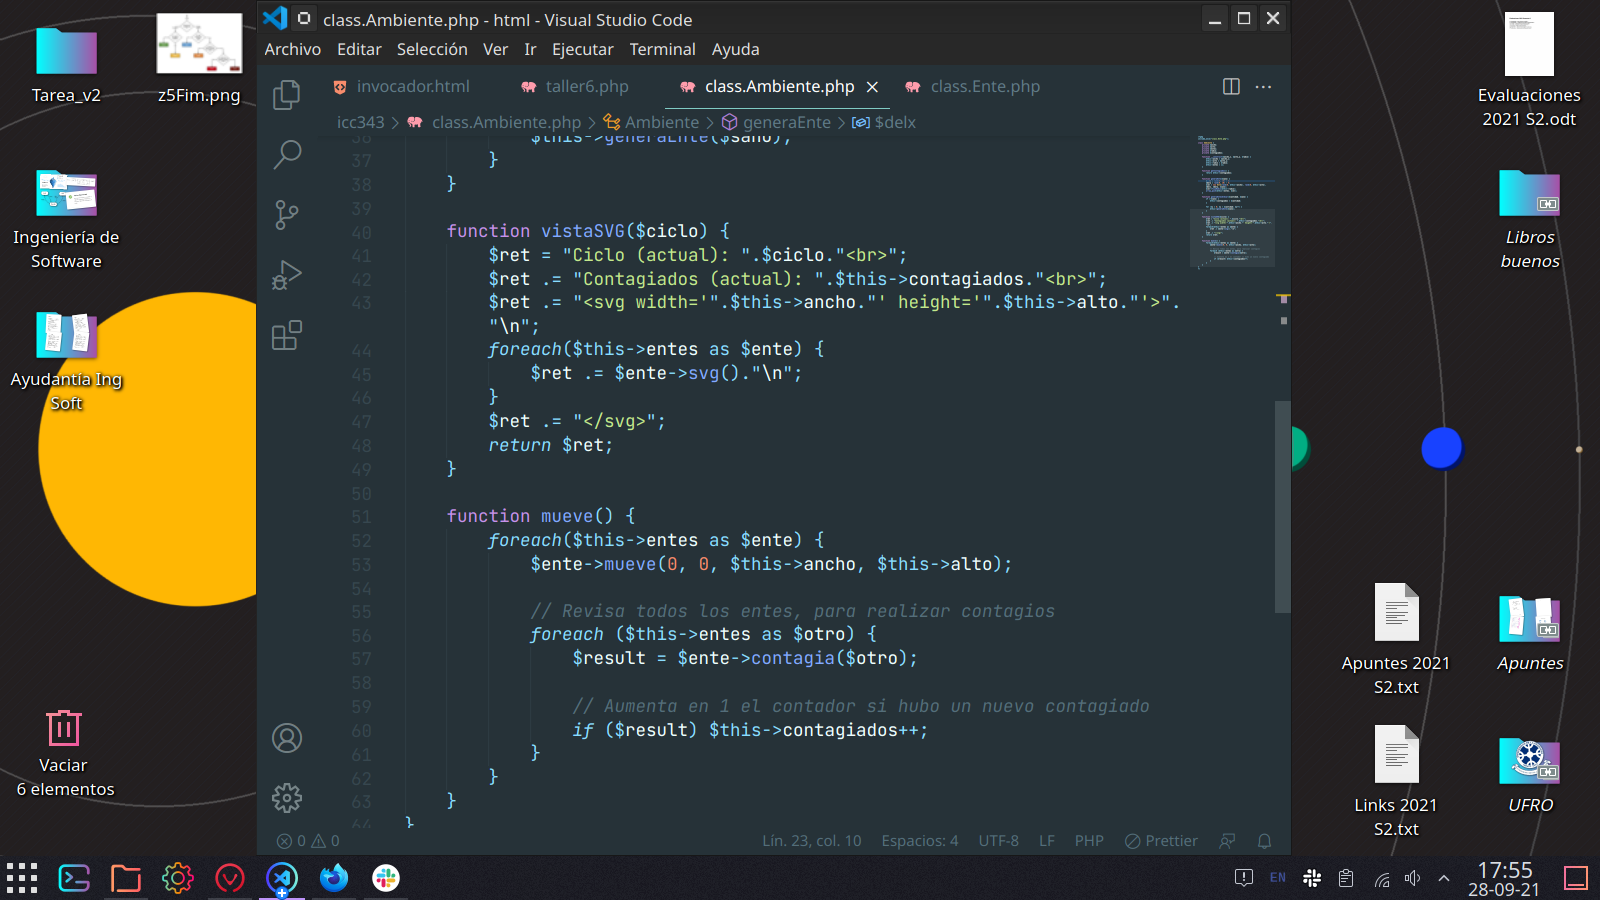 class.Ambiente.php - html - Visual Studio Code
Archivo Editar Selección Ver Ir Ejecutar Terminal Ayuda
invocador.html taller6.php class.Ambiente.php class.Ente.php
icc343 > class.Ambiente.php > Ambiente > generaEnte > $delx
36 $this->generaEnte($sano);
37 }
38 }
39
40 function vistaSVG($ciclo) {
41 $ret = "Ciclo (actual): ".$ciclo."<br>";
42 $ret .= "Contagiados (actual): ".$this->contagiados."<br>";
43 $ret .= "<svg width='".$this->ancho."' height='".$this->alto."'>".
"\n";
44 foreach($this->entes as $ente) {
45 $ret .= $ente->svg()."\n";
46 }
47 $ret .= "</svg>";
48 return $ret;
49 }
50
51 function mueve() {
52 foreach($this->entes as $ente) {
53 $ente->mueve(0, 0, $this->ancho, $this->alto);
54
55 // Revisa todos los entes, para realizar contagios
56 foreach ($this->entes as $otro) {
57 $result = $ente->contagia($otro);
58
59 // Aumenta en 1 el contador si hubo un nuevo contagiado
60 if ($result) $this->contagiados++;
61 }
62 }
63 }
64 }
0 0 Lín. 23, col. 10 Espacios: 4 UTF-8 LF PHP Prettier
Tarea_v2
z5Fim.png
Ingeniería de
Software
Ayudantía Ing
Soft
Vaciar
6 elementos
Evaluaciones
2021 S2.odt
Libros
buenos
Apuntes 2021
S2.txt
Apuntes
Links 2021
S2.txt
UFRO
EN
17:55
28-09-21